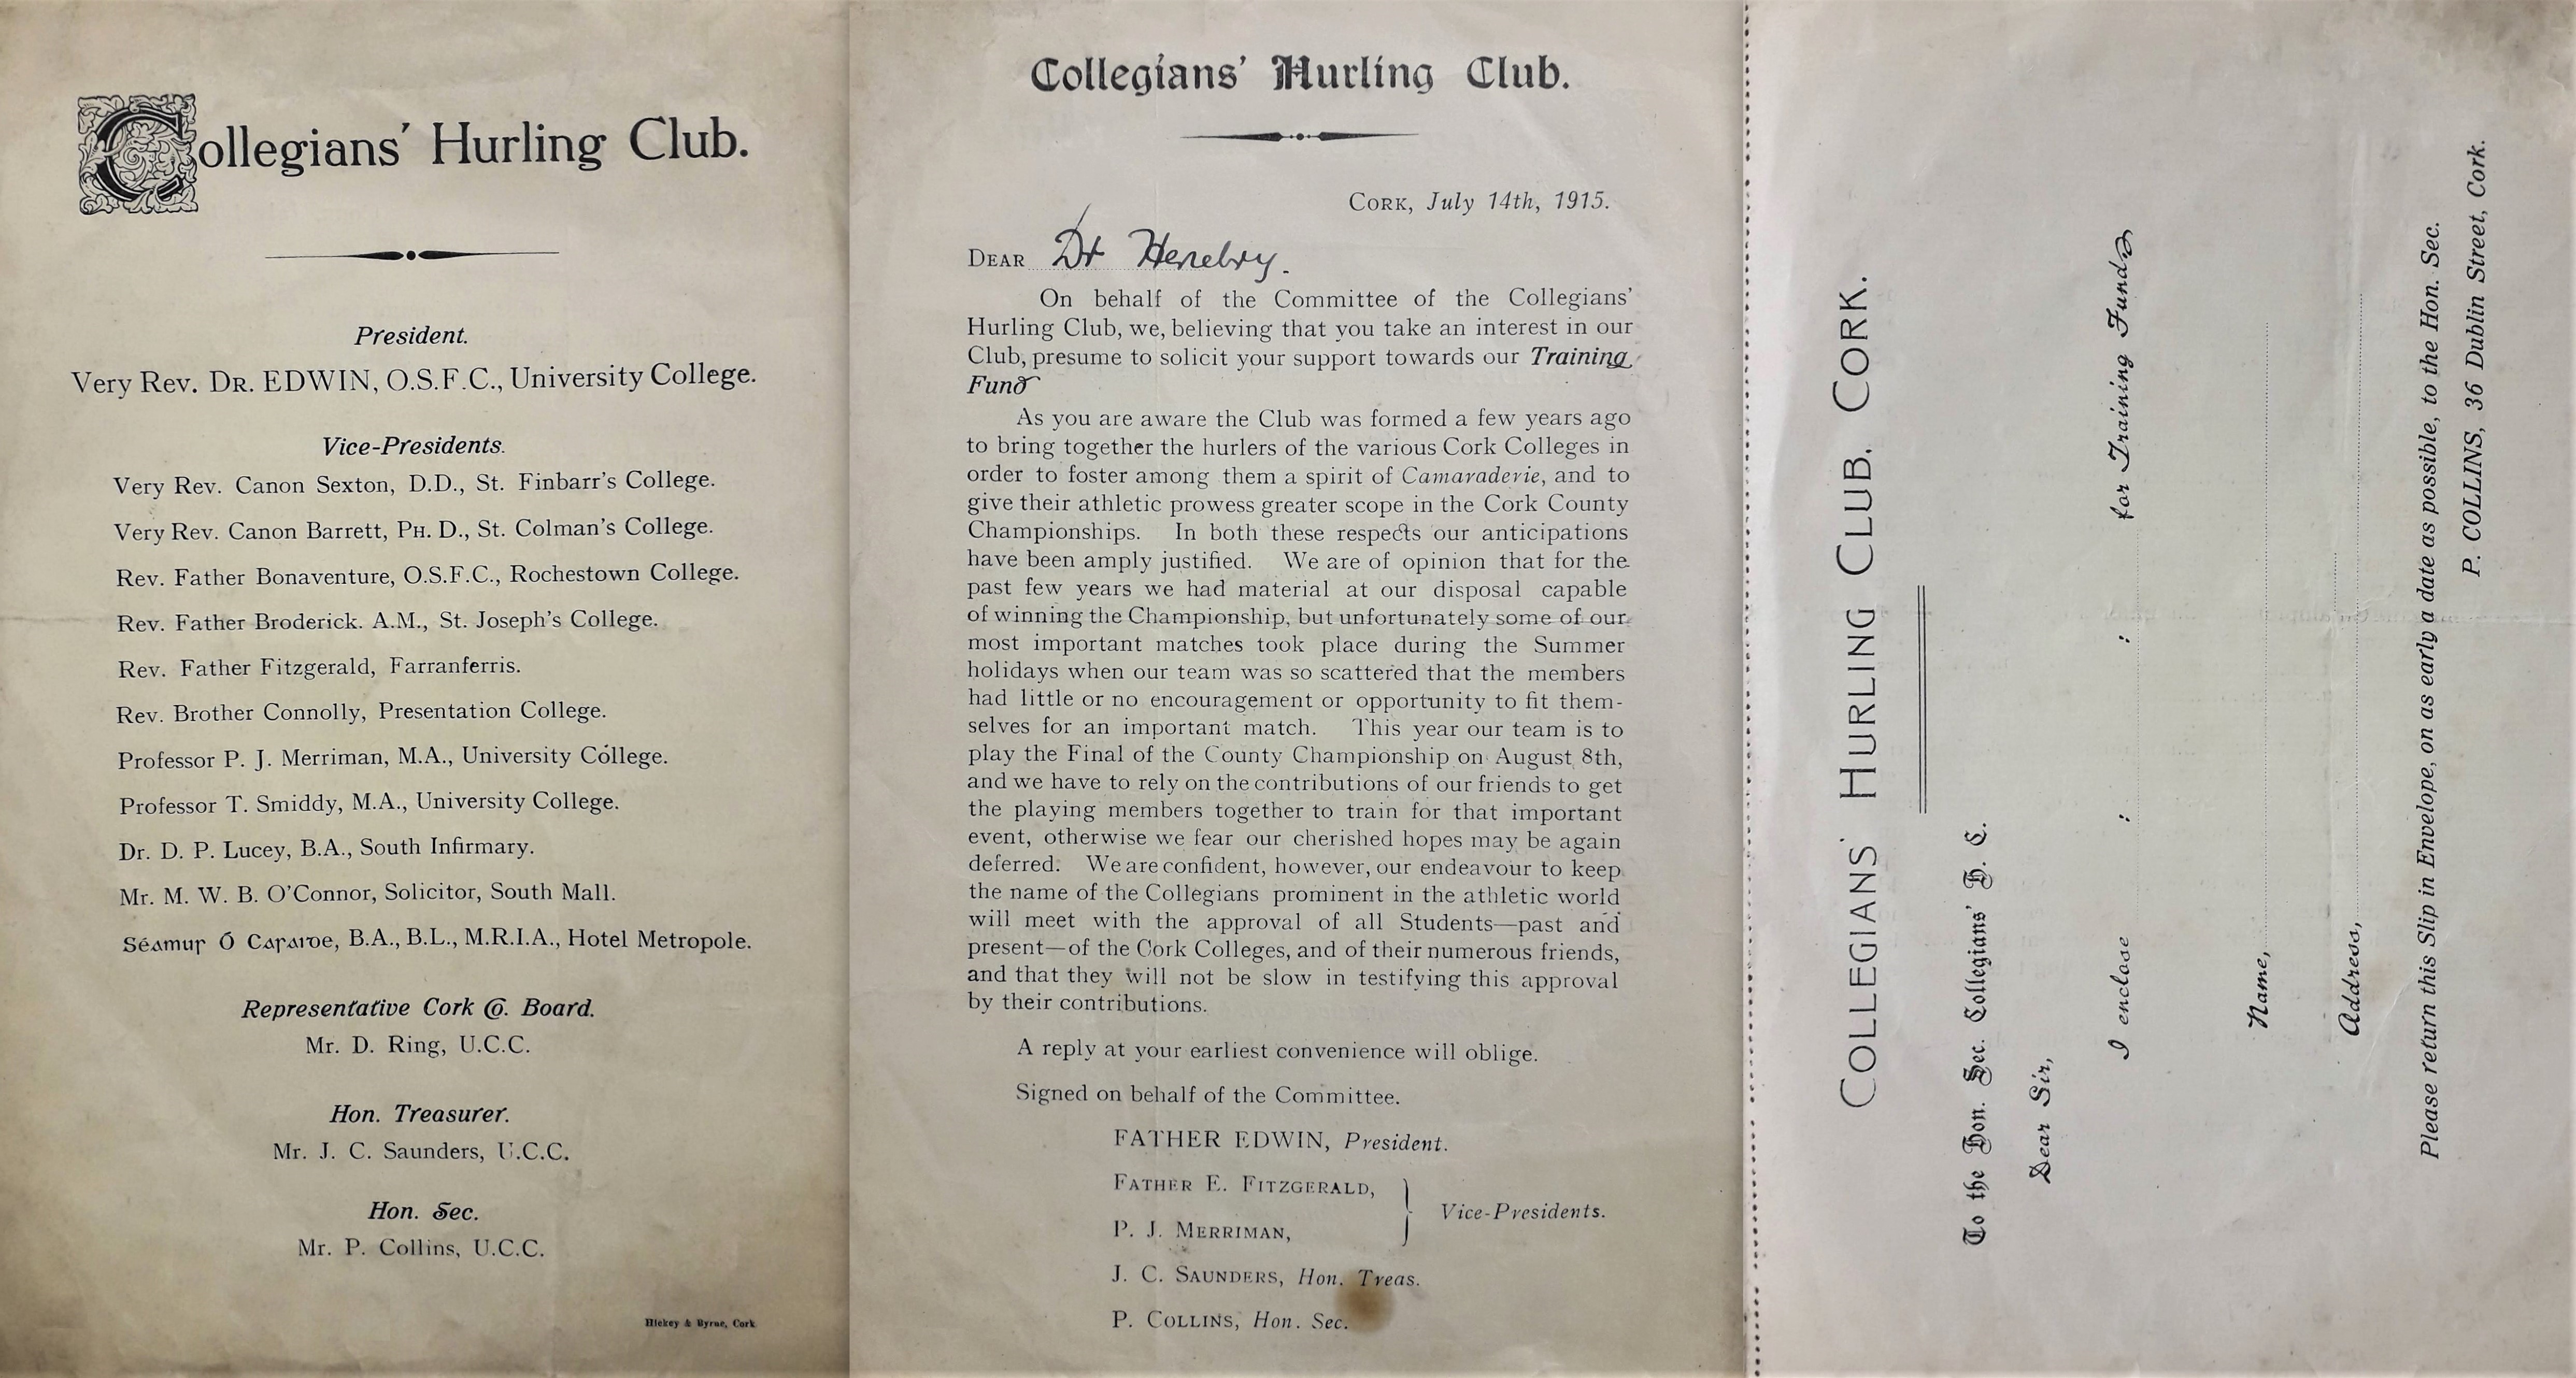 Collegians' Hurling Club.
President.
Very Rev. DR. EDWIN, O.S.F.C., University College.
Vice-Presidents.
Very Rev. Canon Sexton, D.D., St. Finbarr's College.
Very Rev. Canon Barrett, PH. D., St. Colman's College.
Rev. Father Bonaventure, O.S.F.C., Rochestown College.
Rev. Father Broderick. A.M., St. Joseph's College.
Rev. Father Fitzgerald, Farranferris.
Rev. Brother Connolly, Presentation College.
Professor P. J. Merriman, M.A., University College.
Professor T. Smiddy, M.A., University College.
Dr. D. P. Lucey, B.A., South Infirmary.
Mr. M. W. B. O'Connor, Solicitor, South Mall.
Séamur Ó Caraide, B.A., B.L., M.R.I.A., Hotel Metropole.
Representative Cork Co. Board.
Mr. D. Ring, U.C.C.
Hon. Treasurer.
Mr. J. C. Saunders, U.C.C.
Hon. Sec.
Mr. P. Collins, U.C.C.
Hickey & Byrne, Cork
Collegians' Hurling Club.
CORK, July 14th, 1915.
DEAR Dr Henebry.
On behalf of the Committee of the Collegians'
Hurling Club, we, believing that you take an interest in our
Club, presume to solicit your support towards our Training
Fund
As you are aware the Club was formed a few years ago
to bring together the hurlers of the various Cork Colleges in
order to foster among them a spirit of Camaraderie, and to
give their athletic prowess greater scope in the Cork County
Championships. In both these respects our anticipations
have been amply justified. We are of opinion that for the
past few years we had material at our disposal capable
of winning the Championship, but unfortunately some of our
most important matches took place during the Summer
holidays when our team was so scattered that the members
had little or no encouragement or opportunity to fit them-
selves for an important match. This year our team is to
play the Final of the County Championship on August 8th,
and we have to rely on the contributions of our friends to get
the playing members together to train for that important
event, otherwise we fear our cherished hopes may be again
deferred. We are confident, however, our endeavour to keep
the name of the Collegians prominent in the athletic world
will meet with the approval of all Students—past and
present—of the Cork Colleges, and of their numerous friends,
and that they will not be slow in testifying this approval
by their contributions.
A reply at your earliest convenience will oblige.
Signed on behalf of the Committee.
FATHER EDWIN, President.
FATHER E. FITZGERALD,
P. J. MERRIMAN,
Vice-Presidents.
J. C. SAUNDERS, Hon. Treas.
P. COLLINS, Hon. Sec.
COLLEGIANS' HURLING CLUB. CORK.
To the Hon. Sec. Collegians' H. C.
Dear Sir,
I enclose : : for Training Fund
Name,
Address,
Please return this Slip in Envelope, on as early a date as possible, to the Hon. Sec.
P. COLLINS, 36 Dublin Street, Cork.